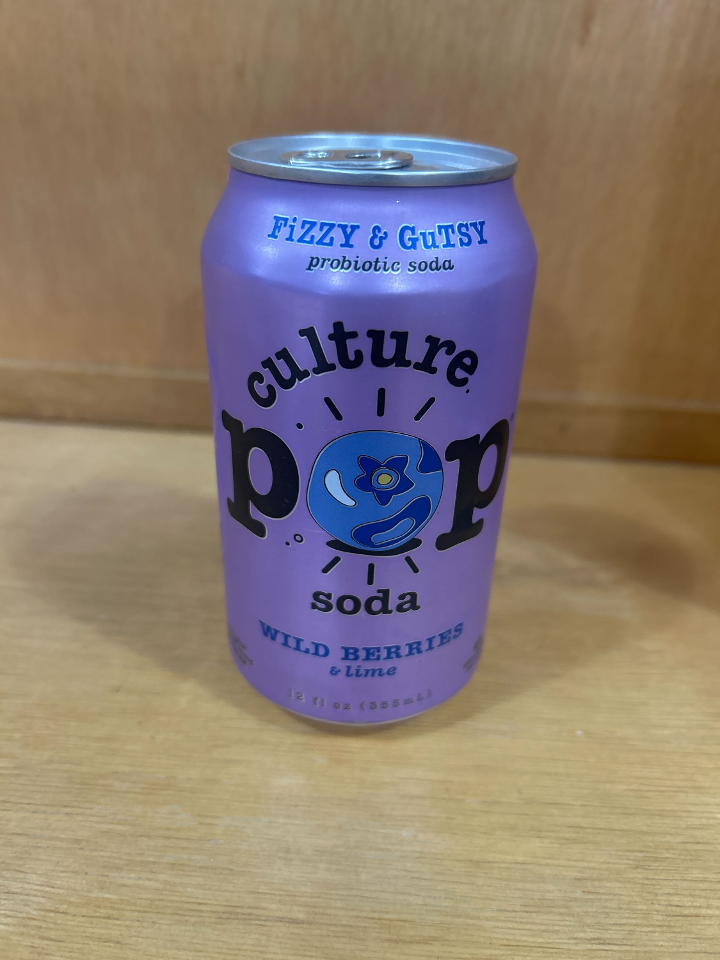 FiZZY & GuTSY
probiotic soda
culture
pop
soda
WILD BERRIES
& lime
12 fl oz (355mL)